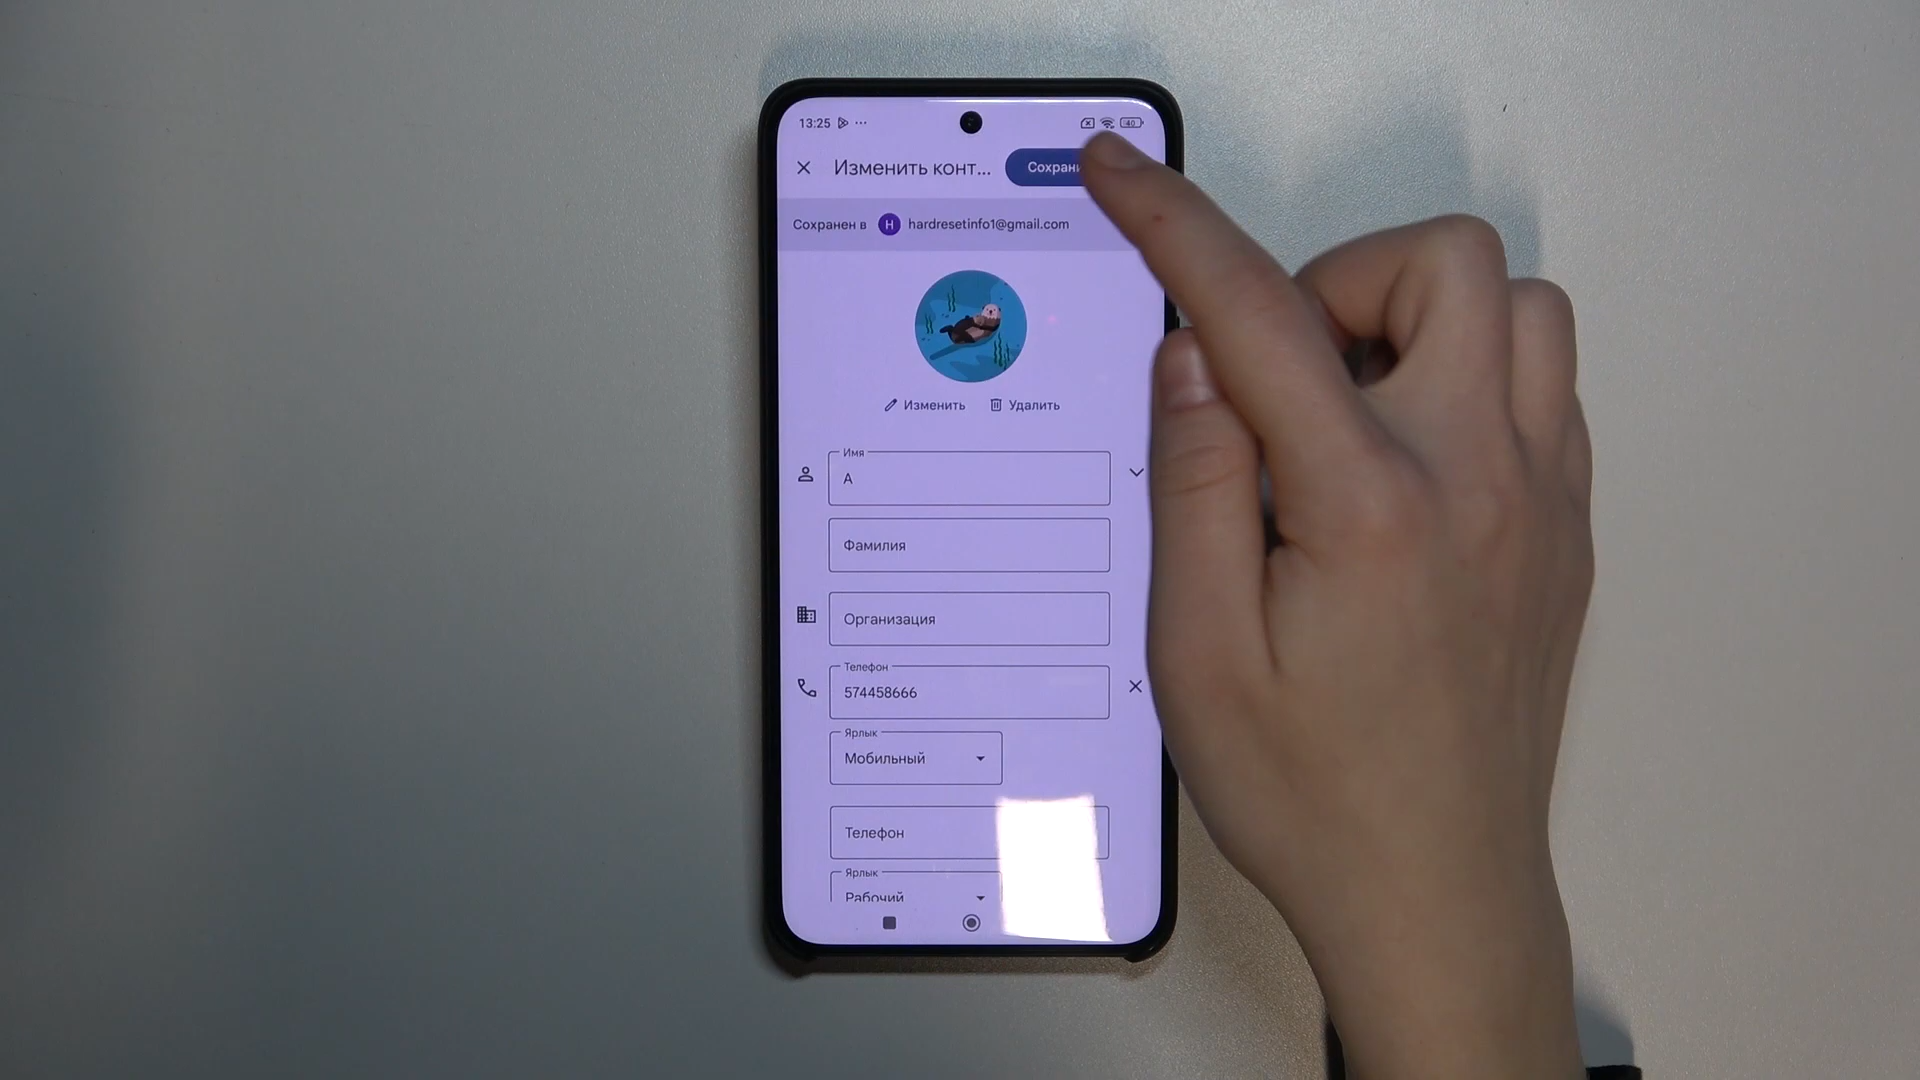 13:25
40
Изменить конт...
Сохранен в H hardresetinfo1@gmail.com
Изменить Удалить
Имя
А
Фамилия
Организация
Телефон
574458666
Ярлык
Мобильный
Телефон
Ярлык
Рабочий